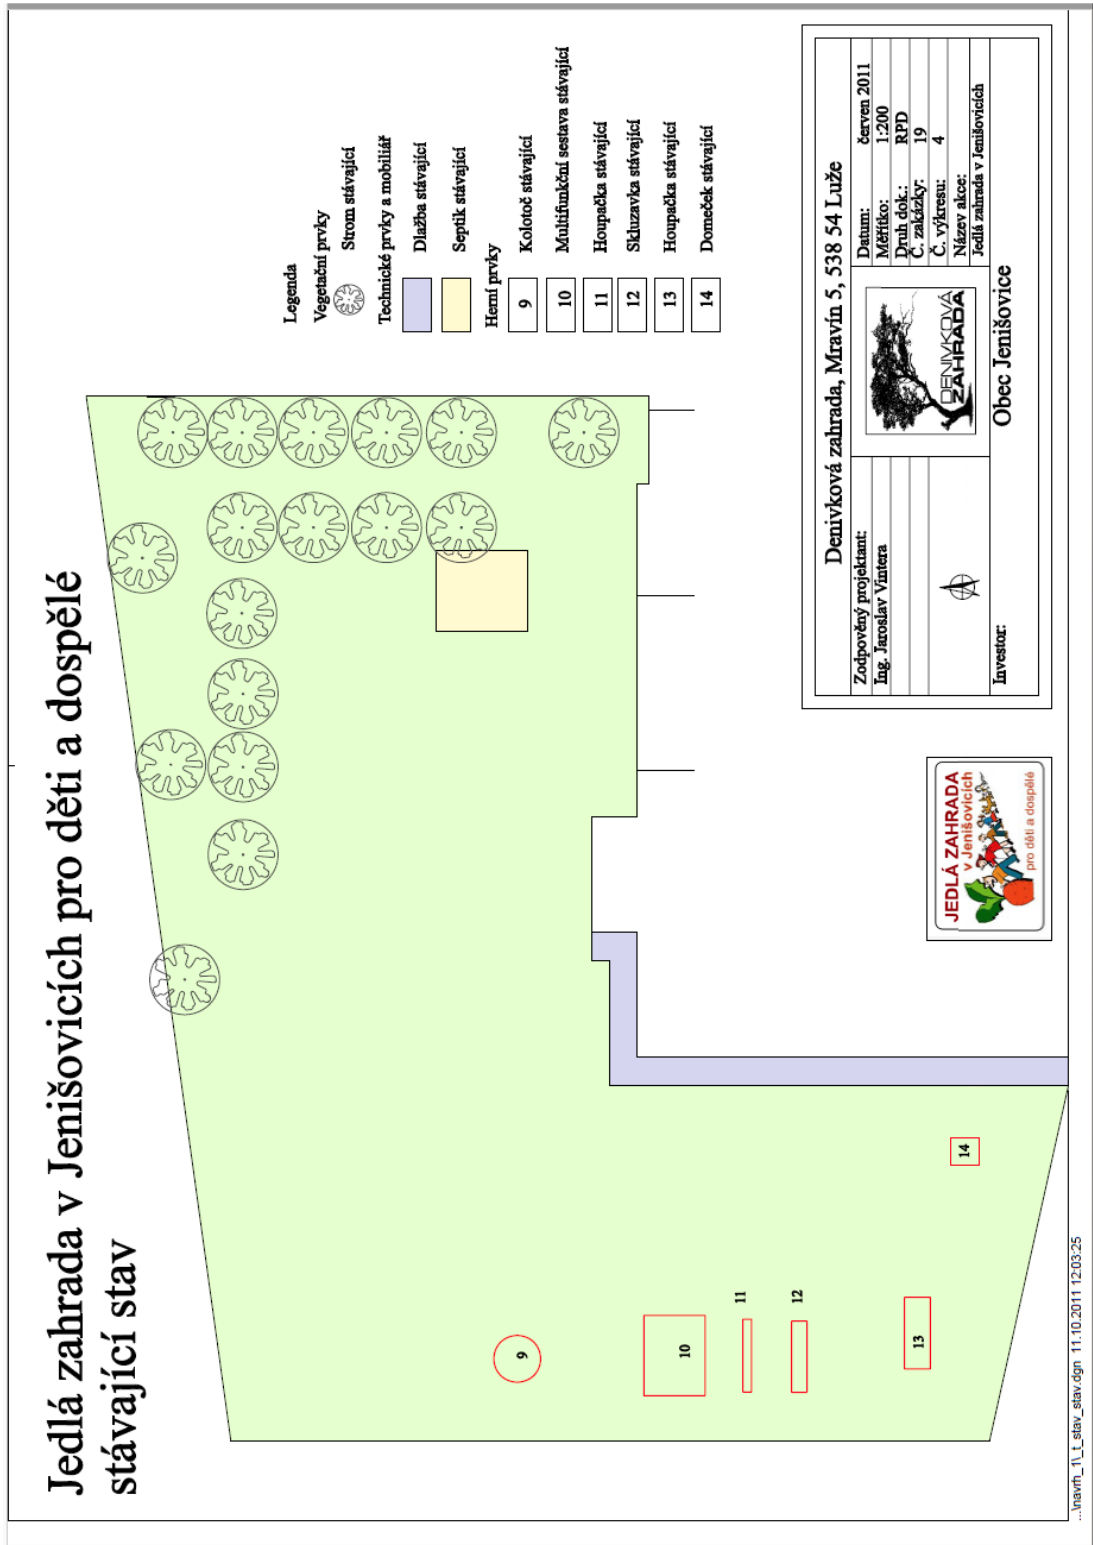 Jedlá zahrada v Jenišovicích pro děti a dospělé
stávající stav
Legenda
Vegetační prvky
Strom stávající
Technické prvky a mobiliář
Dlažba stávající
Septik stávající
Herní prvky
9 Kolotoč stávající
10 Multifunkční sestava stávající
11 Houpačka stávající
12 Skluzavka stávající
13 Houpačka stávající
14 Domeček stávající
9
10
11
12
13
14
JEDLÁ ZAHRADA
v Jenišovicích
pro děti a dospělé
Denivková zahrada, Mravín 5, 538 54 Luže
Zodpověný projektant:
Ing. Jaroslav Vintera
DENIVKOVÁ
ZAHRADA
Datum: červen 2011
Měřítko: 1:200
Druh dok.: RPD
Č. zakázky: 19
Č. výkresu: 4
Název akce:
Jedlá zahrada v Jenišovicích
Investor: Obec Jenišovice
...\navrh_1\_t_stav_stav.dgn 11.10.2011 12:03:25